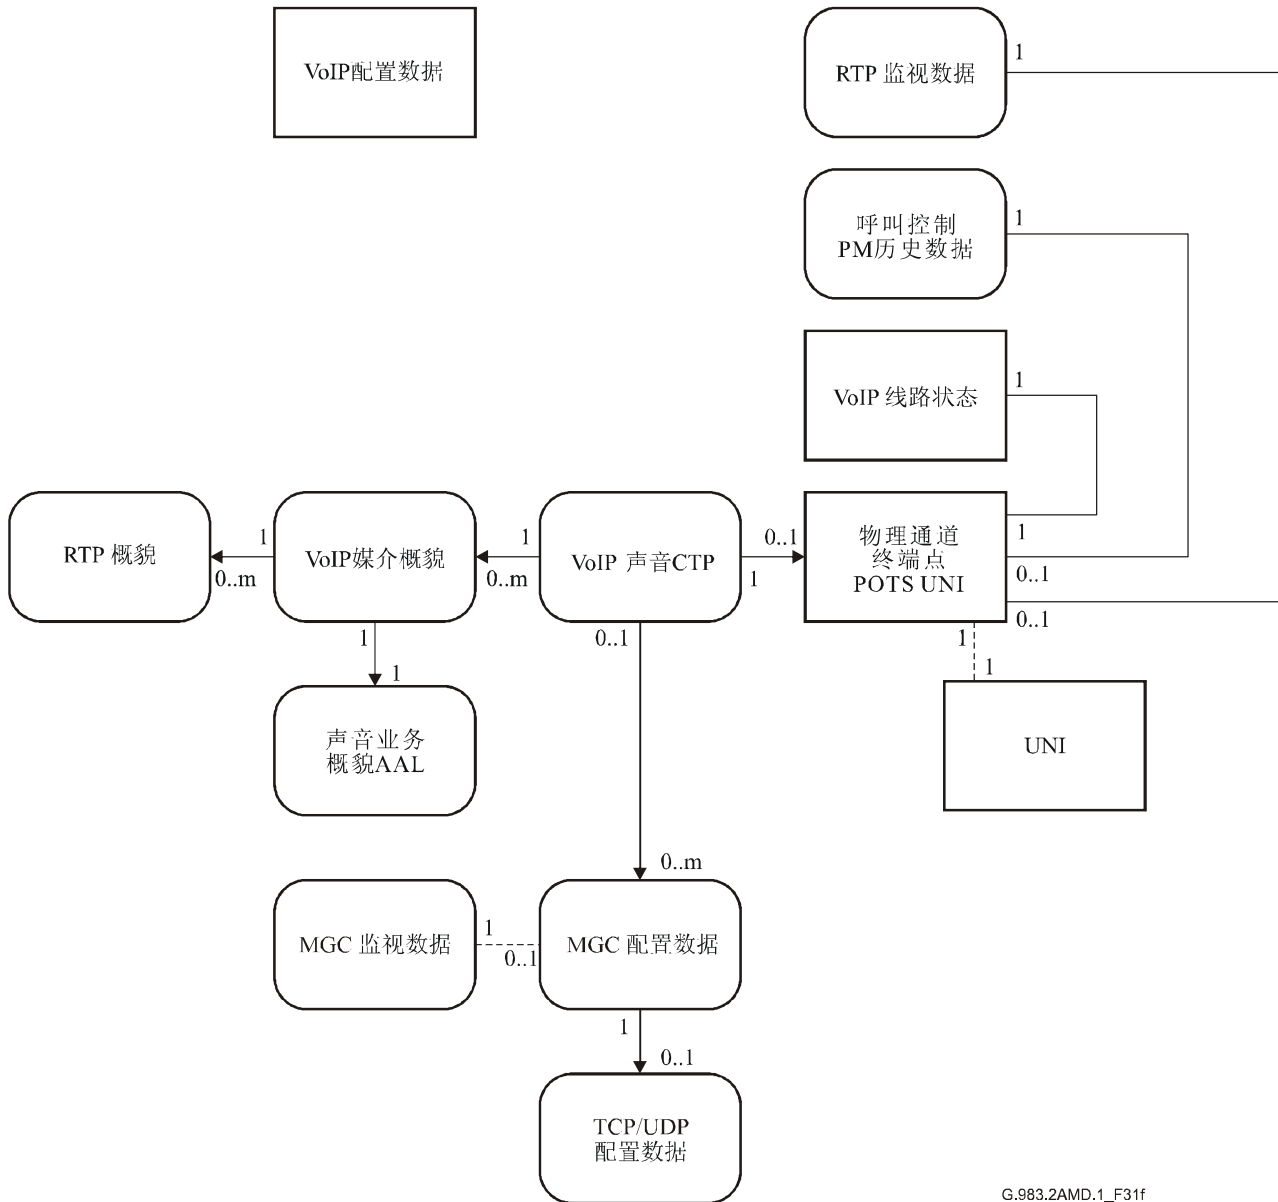 VoIP配置数据
RTP 监视数据
1
呼叫控制
PM历史数据
1
VoIP 线路状态
1
RTP 概貌
1
0..m
VoIP媒介概貌
1
0..m
VoIP 声音CTP
0..1
1
物理通道
终端点
POTS UNI
1
0..1
0..1
1
1
0..1
1
1
声音业务
概貌AAL
UNI
0..m
MGC 监视数据
1
0..1
MGC 配置数据
1
0..1
TCP/UDP
配置数据
G.983.2AMD.1_F31f